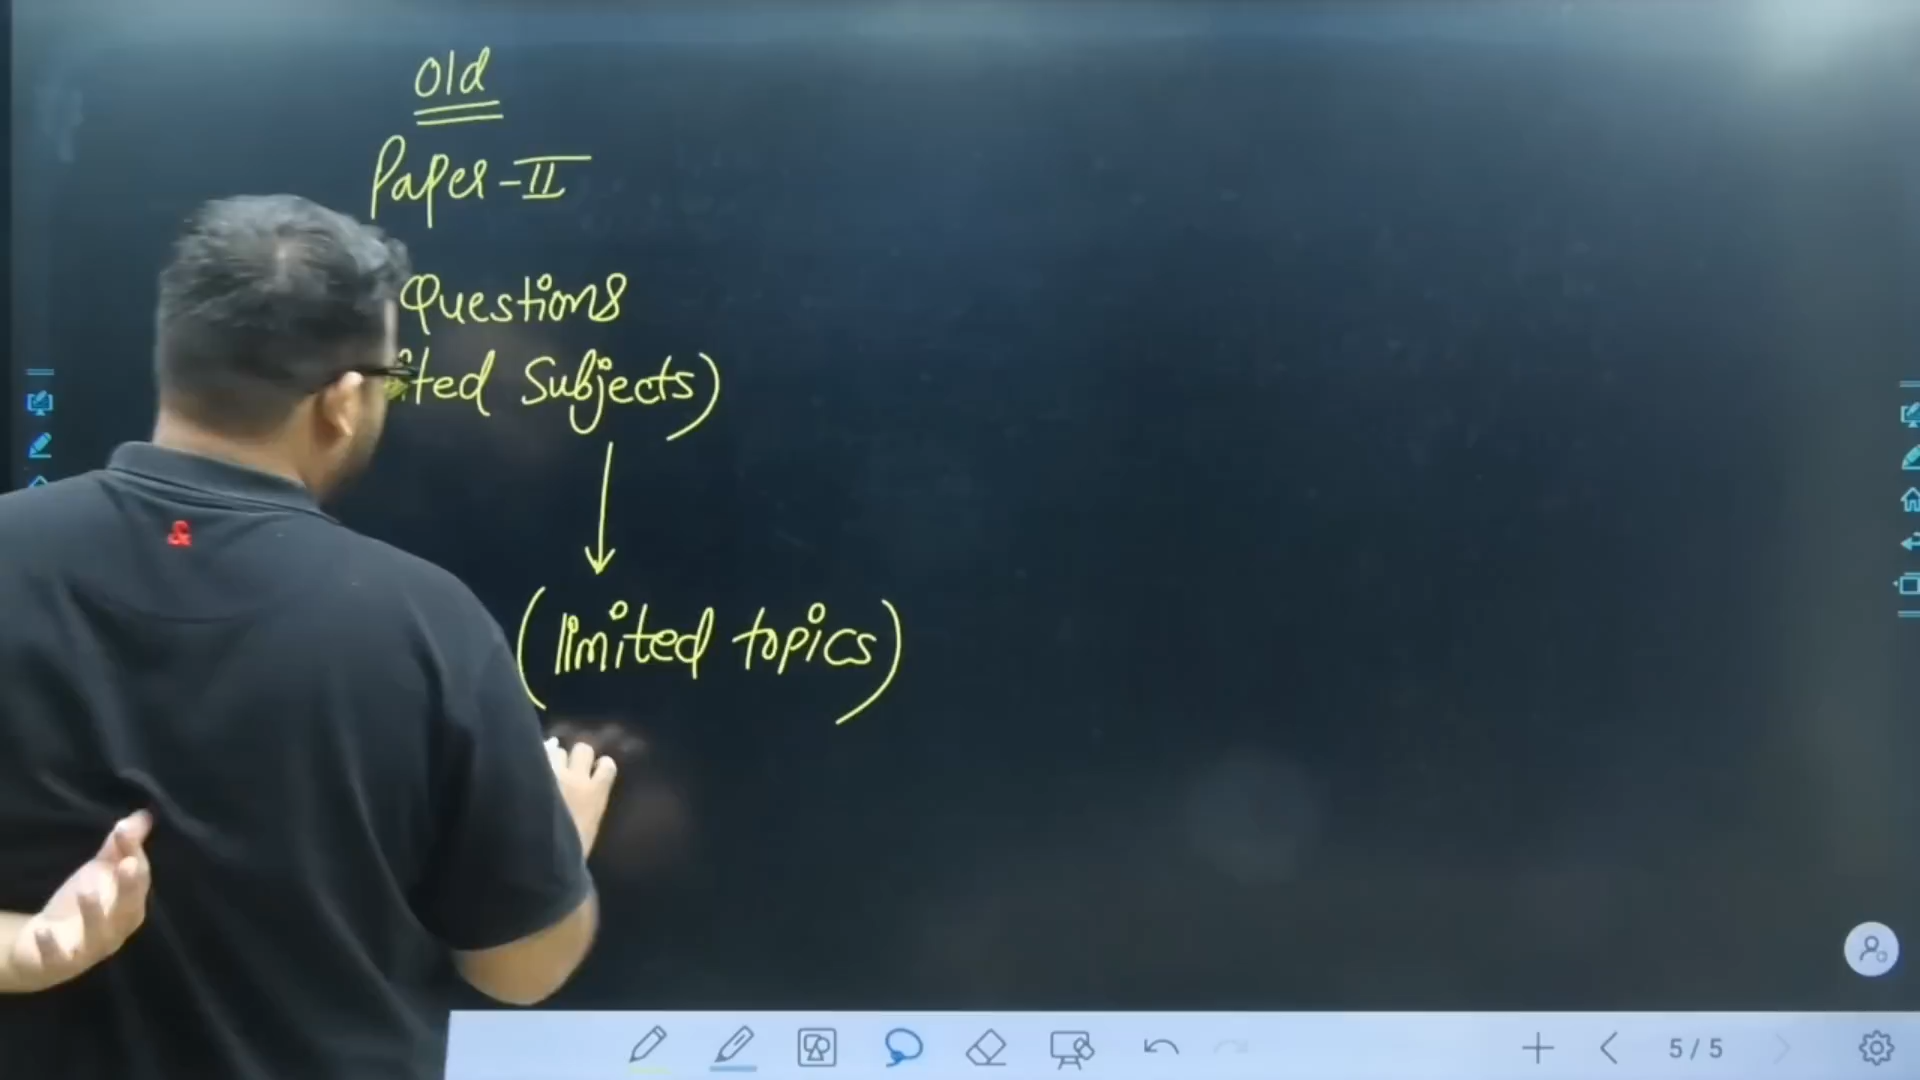 Old
Paper-II
Questions
Subjects)
(limited topics)
&
5/5